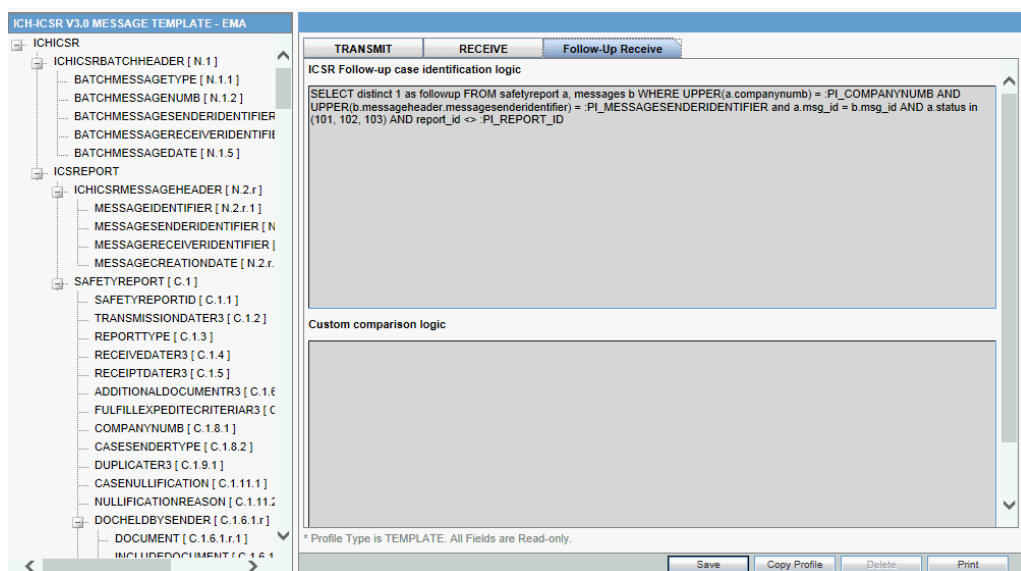 ICH-ICSR V3.0 MESSAGE TEMPLATE - EMA
ICHICSR
ICHICSRBATCHHEADER [ N.1 ]
BATCHMESSAGETYPE [ N.1.1 ]
BATCHMESSAGENUMB [ N.1.2 ]
BATCHMESSAGESENDERIDENTIFIER
BATCHMESSAGERECEIVERIDENTIFIE
BATCHMESSAGEDATE [ N.1.5 ]
ICSREPORT
ICHICSRMESSAGEHEADER [ N.2.r ]
MESSAGEIDENTIFIER [ N.2.r.1 ]
MESSAGESENDERIDENTIFIER [ N
MESSAGERECEIVERIDENTIFIER [
MESSAGECREATIONDATE [ N.2.r.
SAFETYREPORT [ C.1 ]
SAFETYREPORTID [ C.1.1 ]
TRANSMISSIONDATER3 [ C.1.2 ]
REPORTTYPE [ C.1.3 ]
RECEIVEDATER3 [ C.1.4 ]
RECEIPTDATER3 [ C.1.5 ]
ADDITIONALDOCUMENTR3 [ C.1.6
FULFILLEXPEDITECRITERIAR3 [ C
COMPANYNUMB [ C.1.8.1 ]
CASESENDERTYPE [ C.1.8.2 ]
DUPLICATER3 [ C.1.9.1 ]
CASENULLIFICATION [ C.1.11.1 ]
NULLIFICATIONREASON [ C.1.11.2
DOCHELDBYSENDER [ C.1.6.1.r ]
DOCUMENT [ C.1.6.1.r.1 ]
INCLUDEDOCUMENT [ C.6.1
TRANSMIT RECEIVE Follow-Up Receive
ICSR Follow-up case identification logic
SELECT distinct 1 as followup FROM safetyreport a, messages b WHERE UPPER(a.companynumb) = :PI_COMPANYNUMB AND
UPPER(b.messageheader.messagesenderidentifier) = :PI_MESSAGESENDERIDENTIFIER and a.msg_id = b.msg_id AND a.status in
(101, 102, 103) AND report_id <> :PI_REPORT_ID
Custom comparison logic
* Profile Type is TEMPLATE. All Fields are Read-only.
Save Copy Profile Delete Print